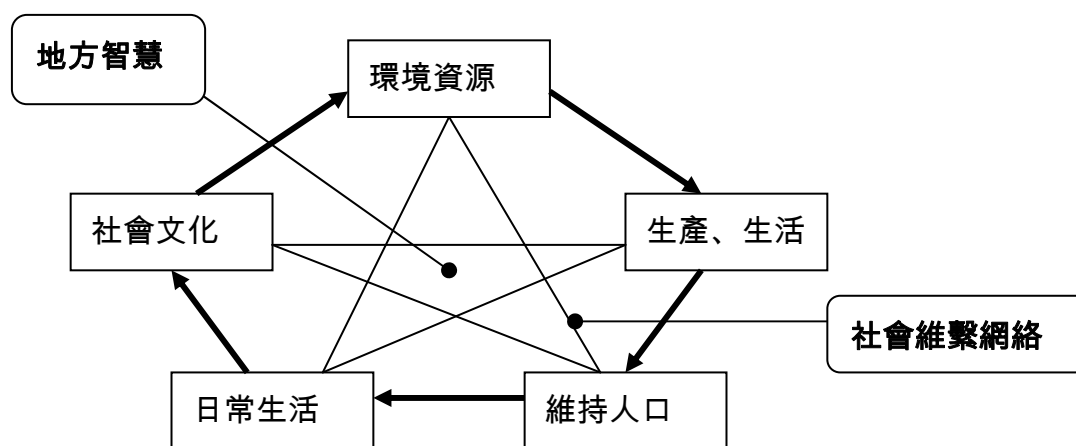 地方智慧
環境資源
社會文化
生產、生活
社會維繫網絡
日常生活
維持人口